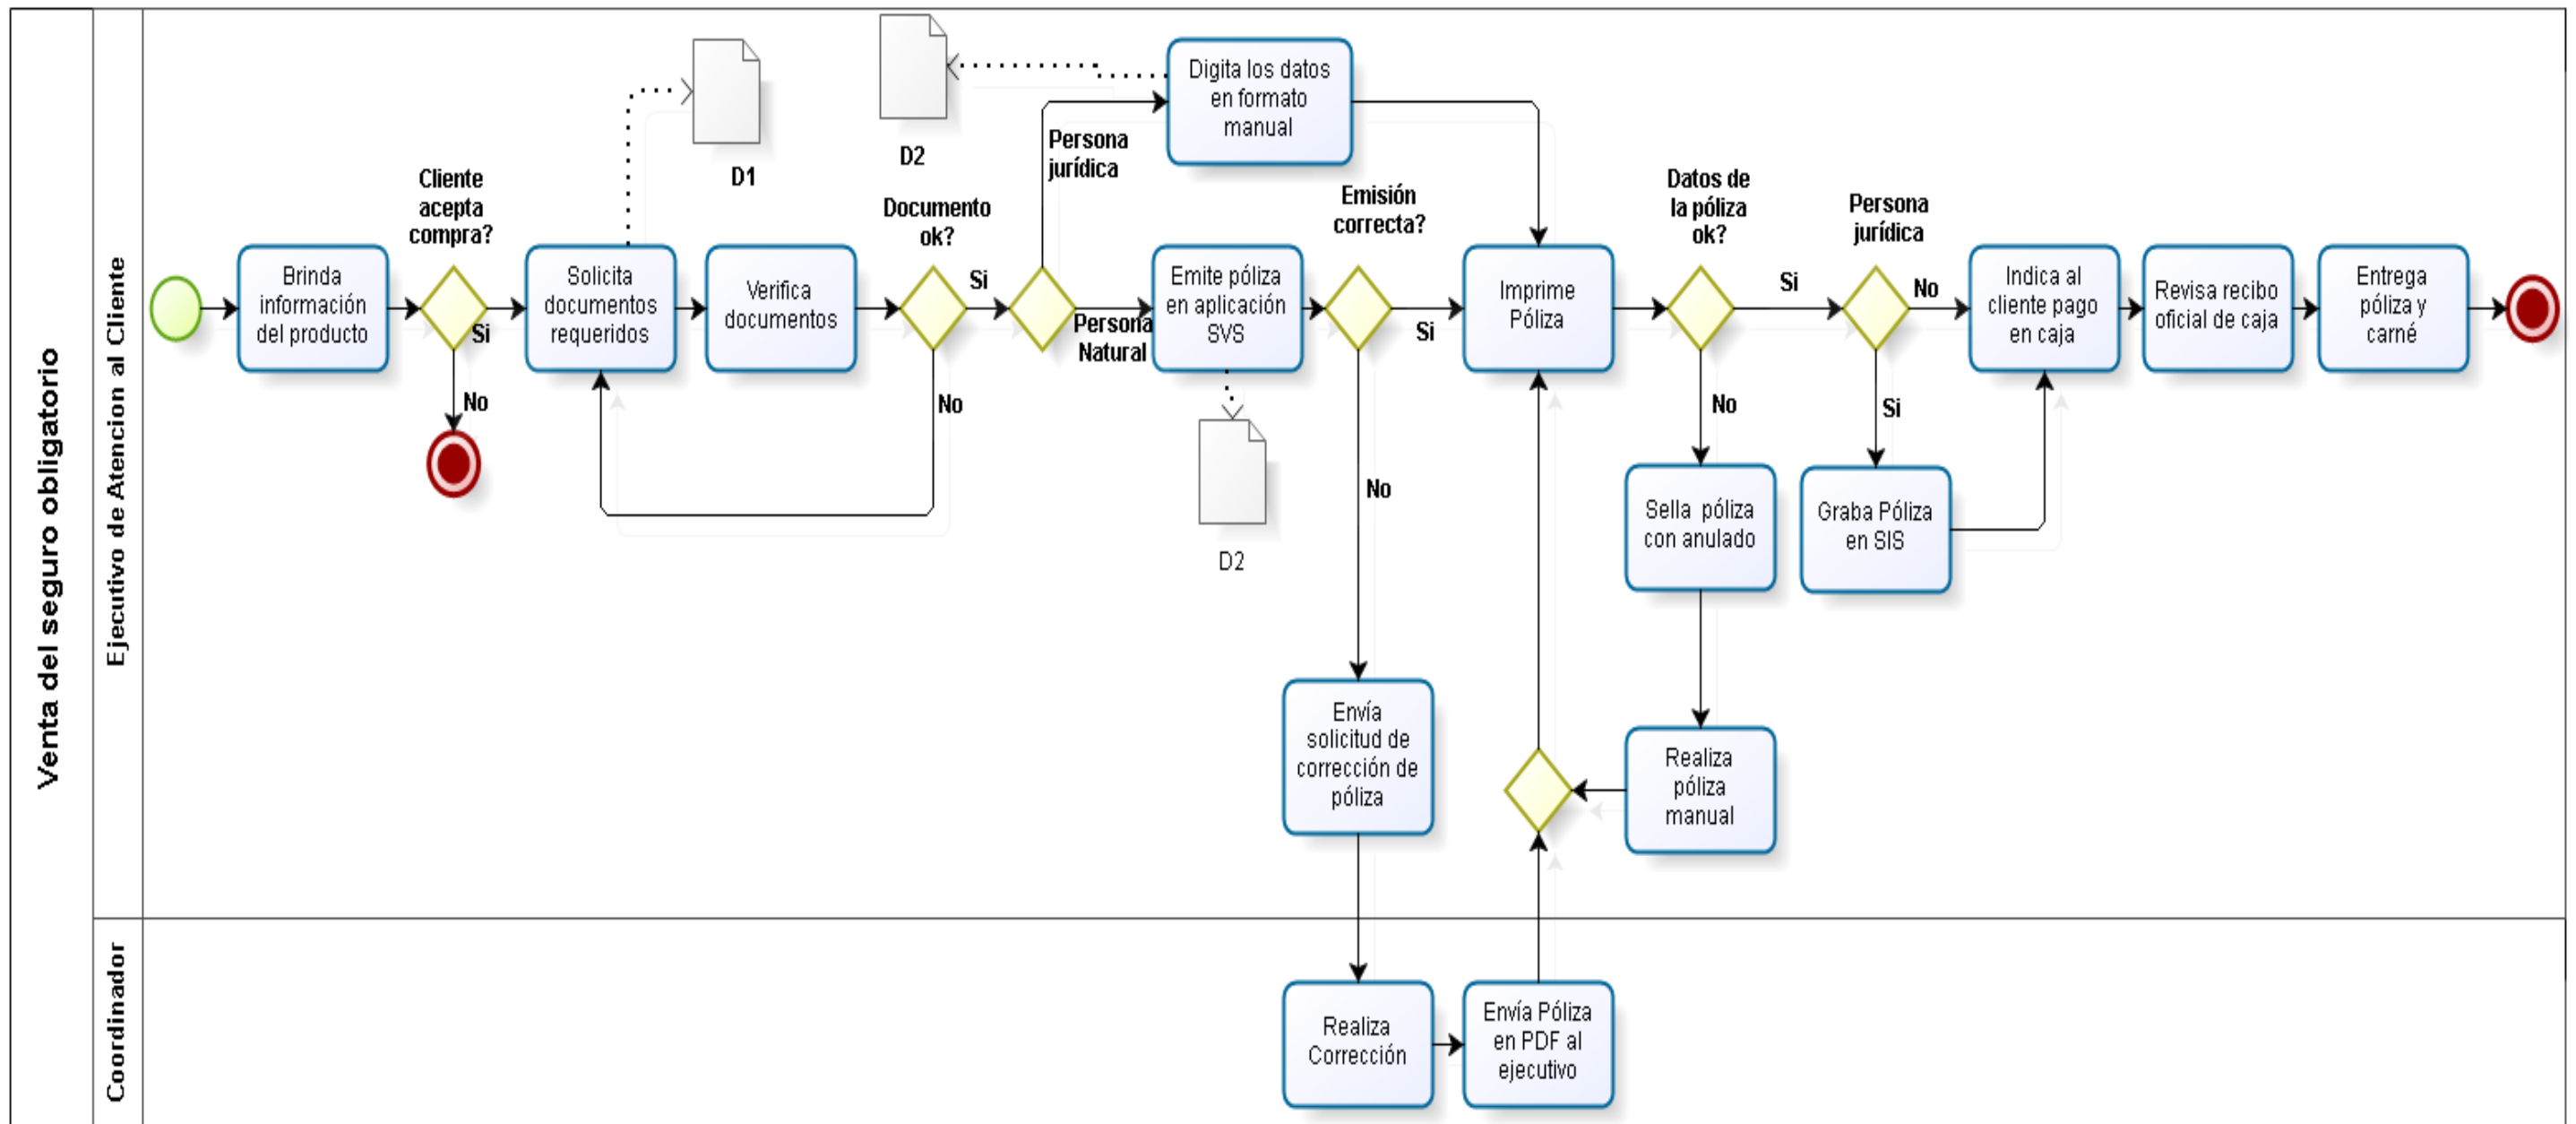 Venta del seguro obligatorio
Ejecutivo de Atencion al Cliente
Brinda
información
del producto
Cliente
acepta
compra?
Si
No
Solicita
documentos
requeridos
D1
Verifica
documentos
Documento
ok?
Si
No
Persona
jurídica
Persona
Natural
D2
Digita los datos
en formato
manual
Emite póliza
en aplicación
SVS
D2
Emisión
correcta?
Si
No
Imprime
Póliza
Datos de
la póliza
ok?
Si
No
Sella póliza
con anulado
Realiza
póliza
manual
Persona
jurídica
No
Si
Graba Póliza
en SIS
Indica al
cliente pago
en caja
Revisa recibo
oficial de caja
Entrega
póliza y
carné
Envía
solicitud de
corrección de
póliza
Coordinador
Realiza
Corrección
Envía Póliza
en PDF al
ejecutivo